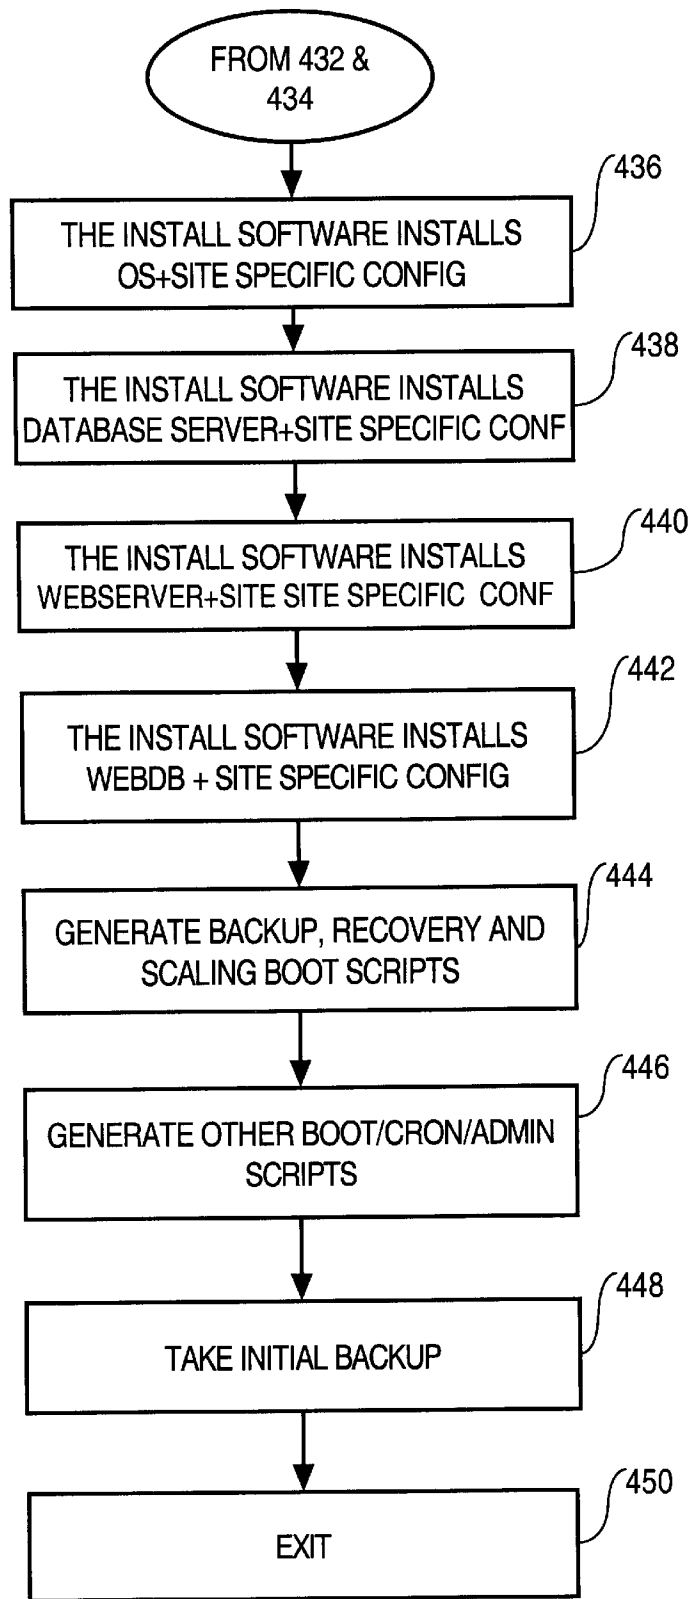 FROM 432 &
434
436
THE INSTALL SOFTWARE INSTALLS
OS+SITE SPECIFIC CONFIG
438
THE INSTALL SOFTWARE INSTALLS
DATABASE SERVER+SITE SPECIFIC CONF
440
THE INSTALL SOFTWARE INSTALLS
WEBSERVER+SITE SITE SPECIFIC CONF
442
THE INSTALL SOFTWARE INSTALLS
WEBDB + SITE SPECIFIC CONFIG
444
GENERATE BACKUP, RECOVERY AND
SCALING BOOT SCRIPTS
446
GENERATE OTHER BOOT/CRON/ADMIN
SCRIPTS
448
TAKE INITIAL BACKUP
450
EXIT